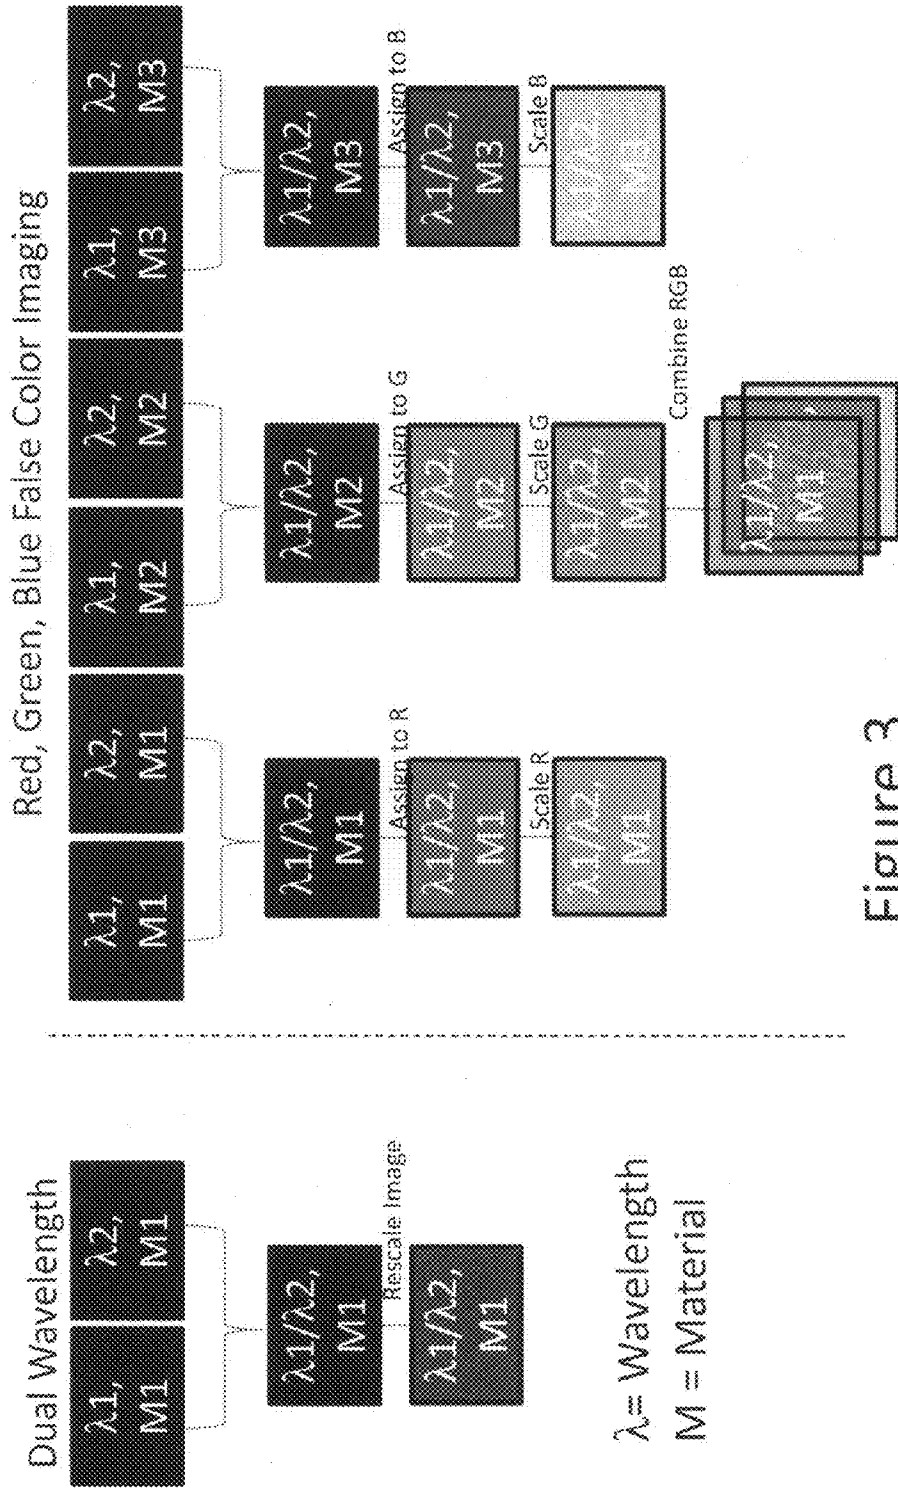 Dual Wavelength
λ1,
M1
λ2,
M1
λ1/λ2,
M1
Rescale Image
λ1/λ2,
M1
λ= Wavelength
M = Material
Red, Green, Blue False Color Imaging
λ1,
M1
λ2,
M1
λ1,
M2
λ2,
M2
λ1,
M3
λ2,
M3
λ1/λ2,
M1
λ1/λ2,
M2
λ1/λ2,
M3
Assign to R
Assign to G
Assign to B
λ1/λ2,
M1
λ1/λ2,
M2
λ1/λ2,
M3
Scale R
Scale G
Scale B
λ1/λ2,
M1
λ1/λ2,
M2
λ1/λ2,
M3
Combine RGB
λ1/λ2,
M1
Figure 3